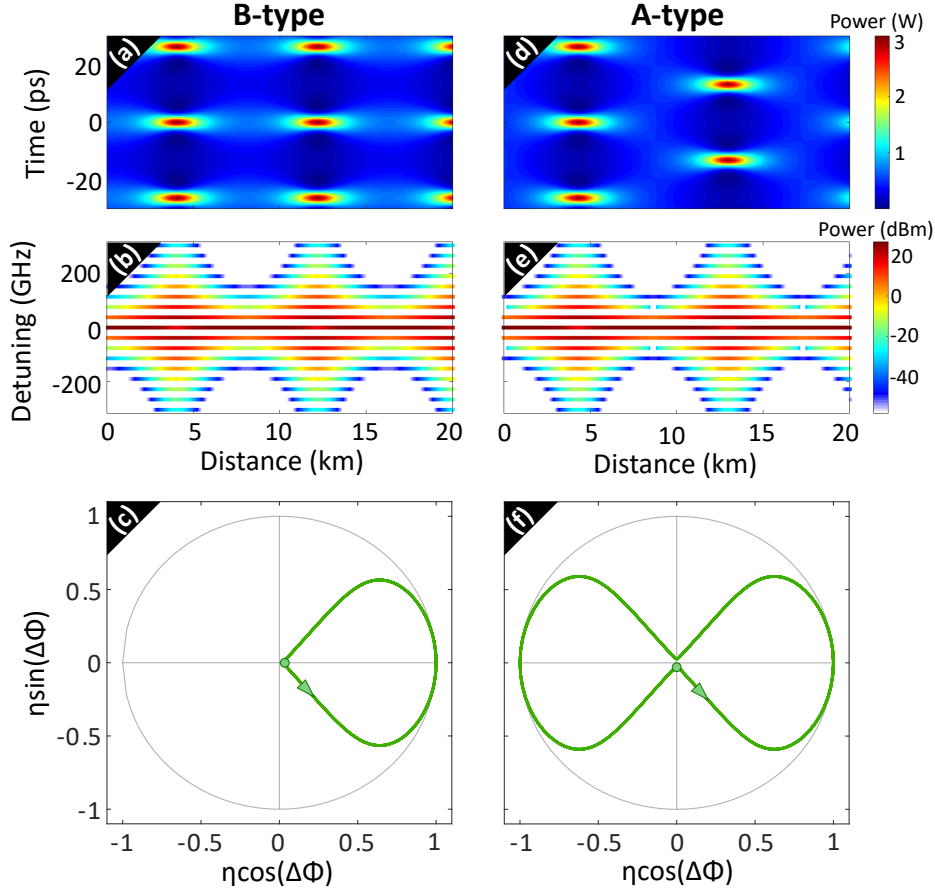 B-type
A-type
Power (W)
(a)
(d)
Time (ps)
20
0
-20
3
2
1
Power (dBm)
(b)
(e)
Detuning (GHz)
200
0
-200
20
0
-20
-40
0
5
10
15
20
0
5
10
15
20
Distance (km)
Distance (km)
(c)
(f)
ηsin(ΔΦ)
1
0.5
0
-0.5
-1
-1
-0.5
0
0.5
1
-1
-0.5
0
0.5
1
ηcos(ΔΦ)
ηcos(ΔΦ)